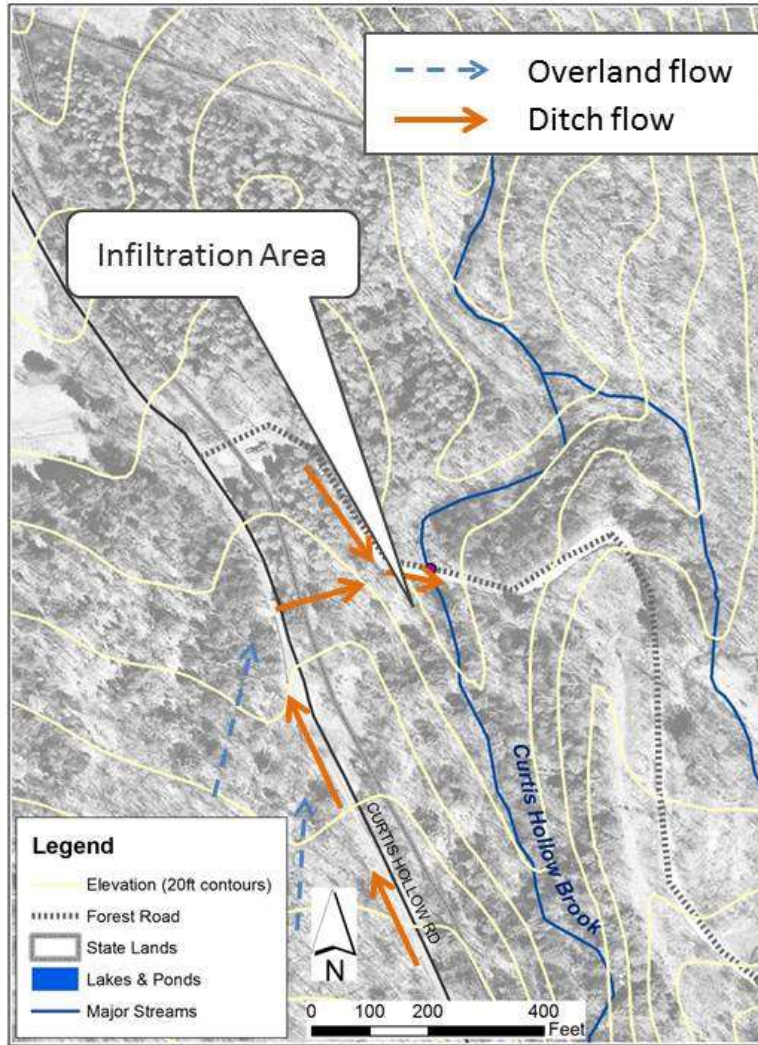 Overland flow
Ditch flow
Infiltration Area
CURTIS HOLLOW RD
Curtis Hollow Brook
Legend
Elevation (20ft contours)
Forest Road
State Lands
Lakes & Ponds
Major Streams
N
0 100 200 400
Feet